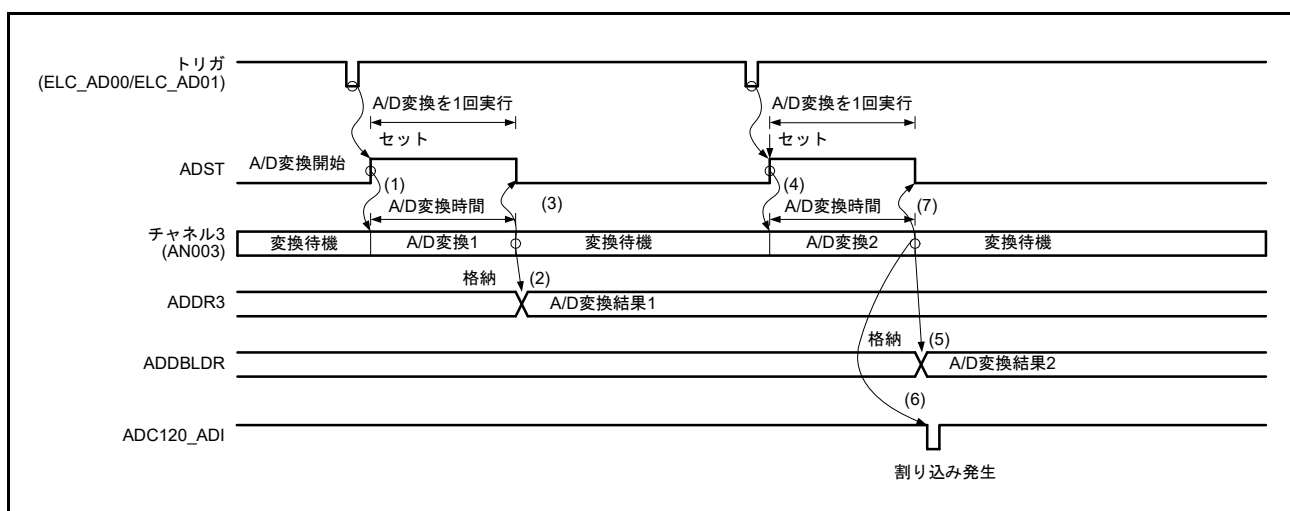 トリガ
(ELC_AD00/ELC_AD01)
A/D変換を1回実行
A/D変換を1回実行
セット
セット
ADST
A/D変換開始
(1)
(4)
A/D変換時間
(3)
A/D変換時間
(7)
チャネル3
(AN003)
変換待機
A/D変換1
変換待機
A/D変換2
変換待機
格納
(2)
ADDR3
A/D変換結果1
格納
(5)
ADDBLDR
A/D変換結果2
(6)
ADC120_ADI
割り込み発生